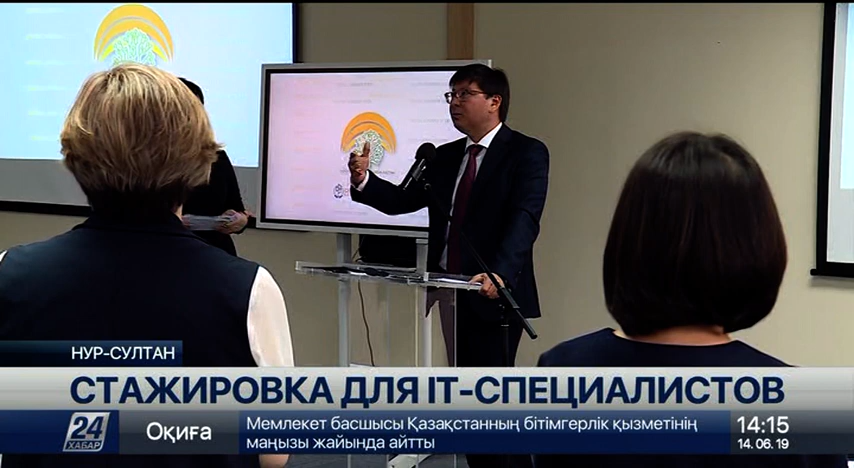 НУР-СУЛТАН
СТАЖИРОВКА ДЛЯ IT-СПЕЦИАЛИСТОВ
24
ХАБАР
Оқиға
Мемлекет басшысы Қазақстанның бітімгерлік қызметінің
маңызы жайында айтты
14:15
14.06.19